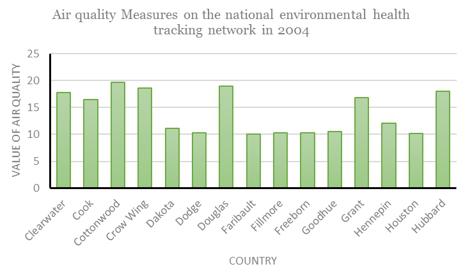 Air quality Measures on the national environmental health
tracking network in 2004
VALUE OF AIR QUALITY
25
20
15
10
5
0
Clearwater
Cook
Cottonwood
Crow Wing
Dakota
Dodge
Douglas
Faribault
Fillmore
Freeborn
Goodhue
Grant
Hennepin
Houston
Hubbard
COUNTRY